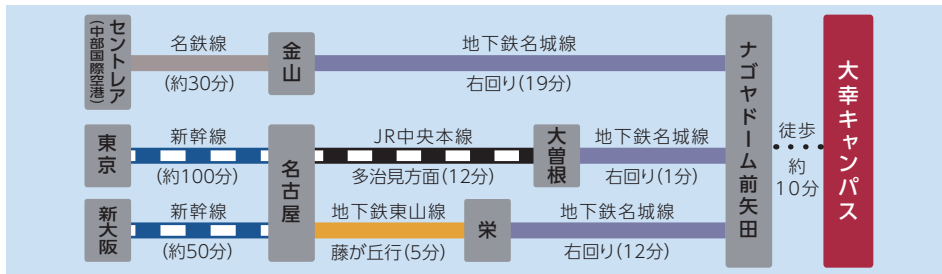 セントレア
(中部国際空港)
名鉄線
(約30分)
金山
地下鉄名城線
右回り(19分)
東京
新幹線
(約100分)
名古屋
JR中央本線
多治見方面(12分)
大曽根
地下鉄名城線
右回り(1分)
新大阪
新幹線
(約50分)
地下鉄東山線
藤が丘行(5分)
栄
地下鉄名城線
右回り(12分)
ナゴヤドーム前矢田
徒歩
約
10分
大幸キャンパス